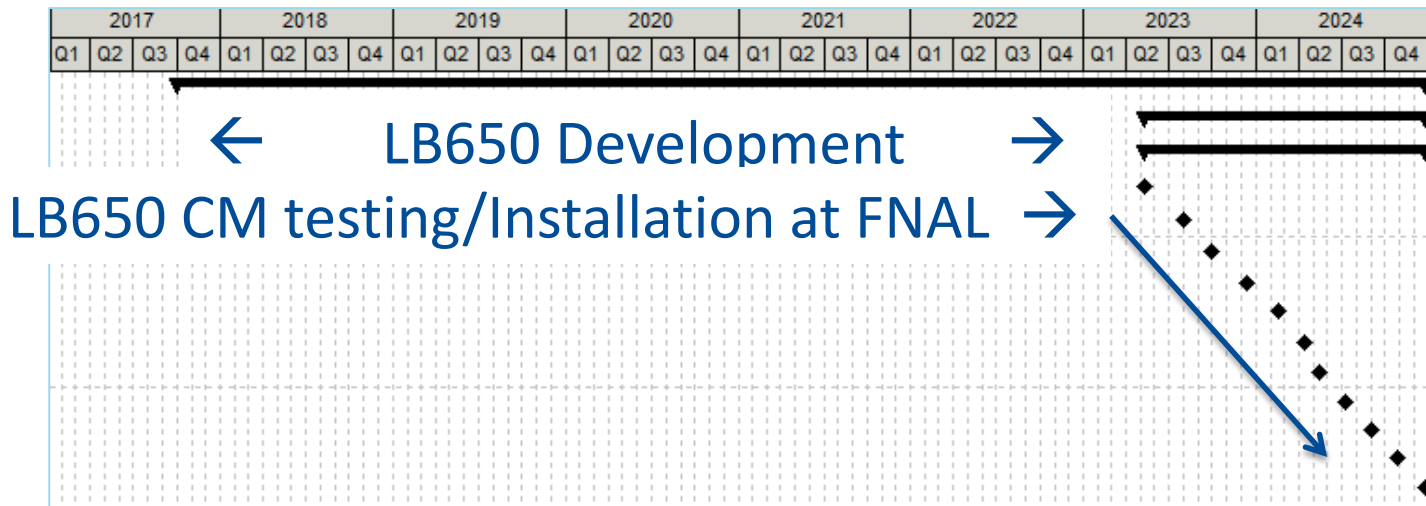 2017 2018 2019 2020 2021 2022 2023 2024
Q1 Q2 Q3 Q4 Q1 Q2 Q3 Q4 Q1 Q2 Q3 Q4 Q1 Q2 Q3 Q4 Q1 Q2 Q3 Q4 Q1 Q2 Q3 Q4 Q1 Q2 Q3 Q4 Q1 Q2 Q3 Q4
← LB650 Development →
LB650 CM testing/Installation at FNAL →